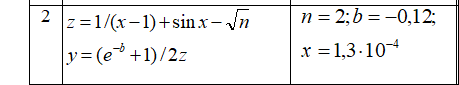 2 z = 1/(x−1)+sin x−√n n = 2; b = −0,12;
y = (e⁻ᵇ +1)/2z x = 1,3·10⁻⁴